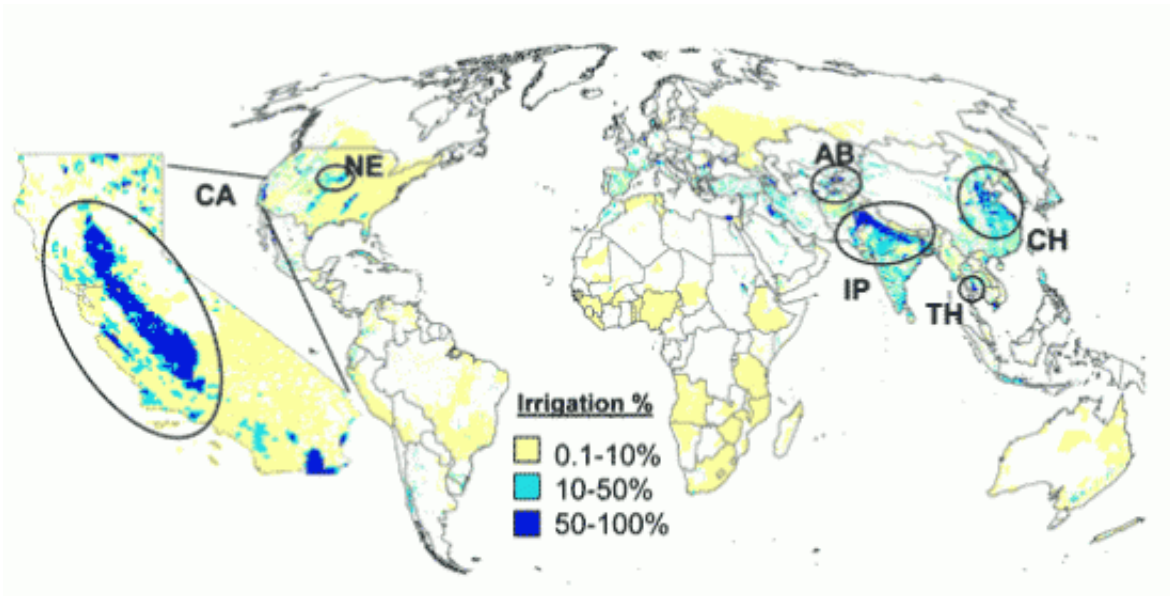 NE
AB
CA
CH
IP
TH
Irrigation %
0.1-10%
10-50%
50-100%